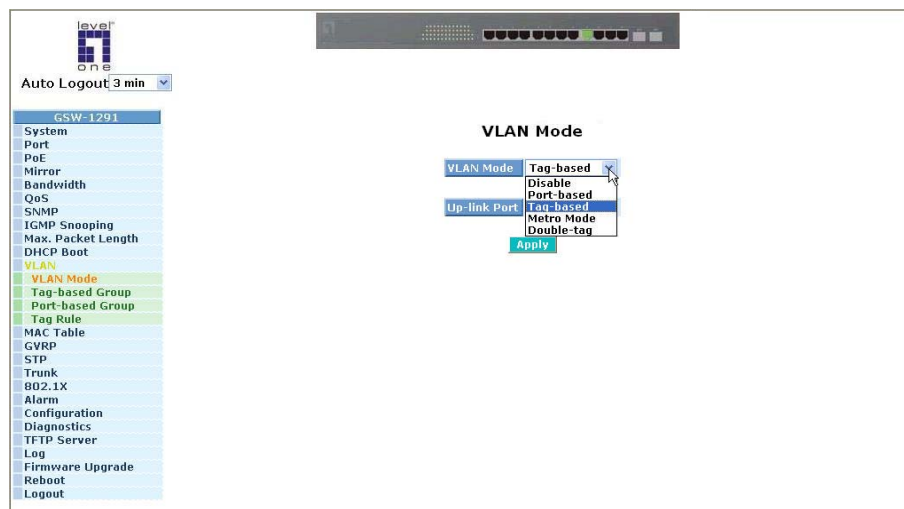 level
one
Auto Logout 3 min
GSW-1291
System
Port
PoE
Mirror
Bandwidth
QoS
SNMP
IGMP Snooping
Max. Packet Length
DHCP Boot
VLAN
VLAN Mode
Tag-based Group
Port-based Group
Tag Rule
MAC Table
GVRP
STP
Trunk
802.1X
Alarm
Configuration
Diagnostics
TFTP Server
Log
Firmware Upgrade
Reboot
Logout
VLAN Mode
VLAN Mode Tag-based
Disable
Port-based
Tag-based
Metro Mode
Double-tag
Up-link Port
Apply